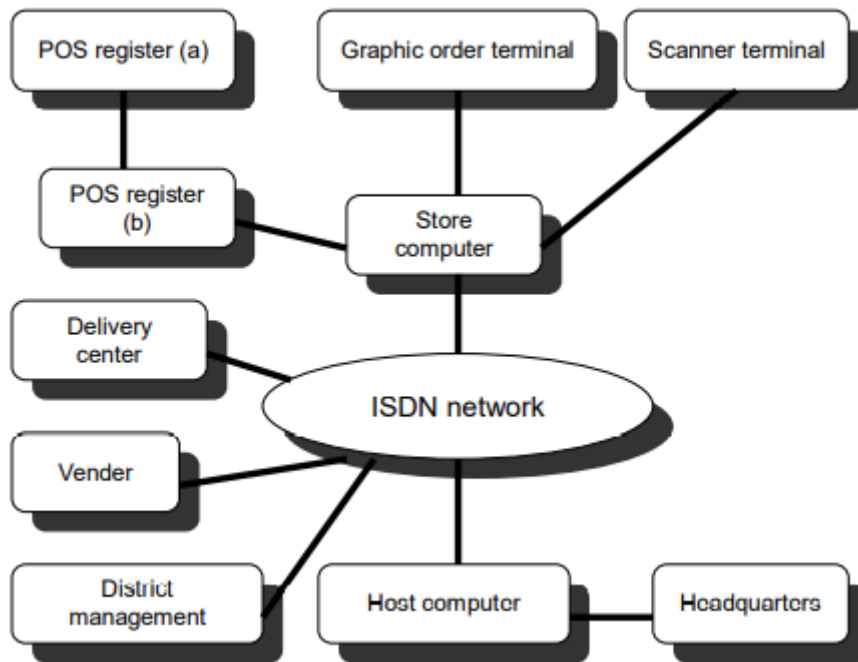 POS register (a)
Graphic order terminal
Scanner terminal
POS register
(b)
Store
computer
Delivery
center
ISDN network
Vender
District
management
Host computer
Headquarters